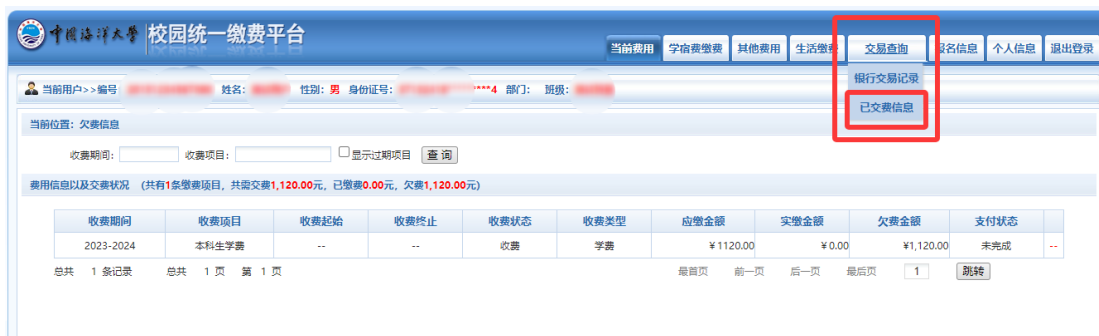 中国海洋大学 校园统一缴费平台
当前费用 学宿费缴费 其他费用 生活缴费 交易查询 报名信息 个人信息 退出登录
银行交易记录
已交费信息
当前用户>>编号: 姓名: 性别: 男 身份证号: ****4 部门: 班级:
当前位置: 欠费信息
收费期间: 收费项目: 显示过期项目 查 询
费用信息以及交费状况 (共有1条缴费项目, 共需交费1,120.00元, 已缴费0.00元, 欠费1,120.00元)
收费期间 收费项目 收费起始 收费终止 收费状态 收费类型 应缴金额 实缴金额 欠费金额 支付状态
2023-2024 本科生学费 -- -- 收费 学费 ¥1120.00 ¥0.00 ¥1,120.00 未完成 --
总共 1 条记录 总共 1 页 第 1 页 最首页 前一页 后一页 最后页 1 跳转